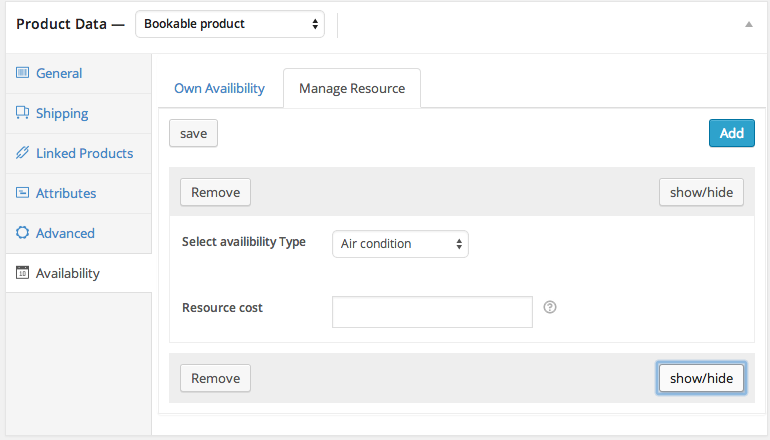 Product Data — Bookable product
General
Shipping
Linked Products
Attributes
Advanced
10 Availability
Own Availibility Manage Resource
save Add
Remove show/hide
Select availibility Type Air condition
Resource cost ?
Remove show/hide